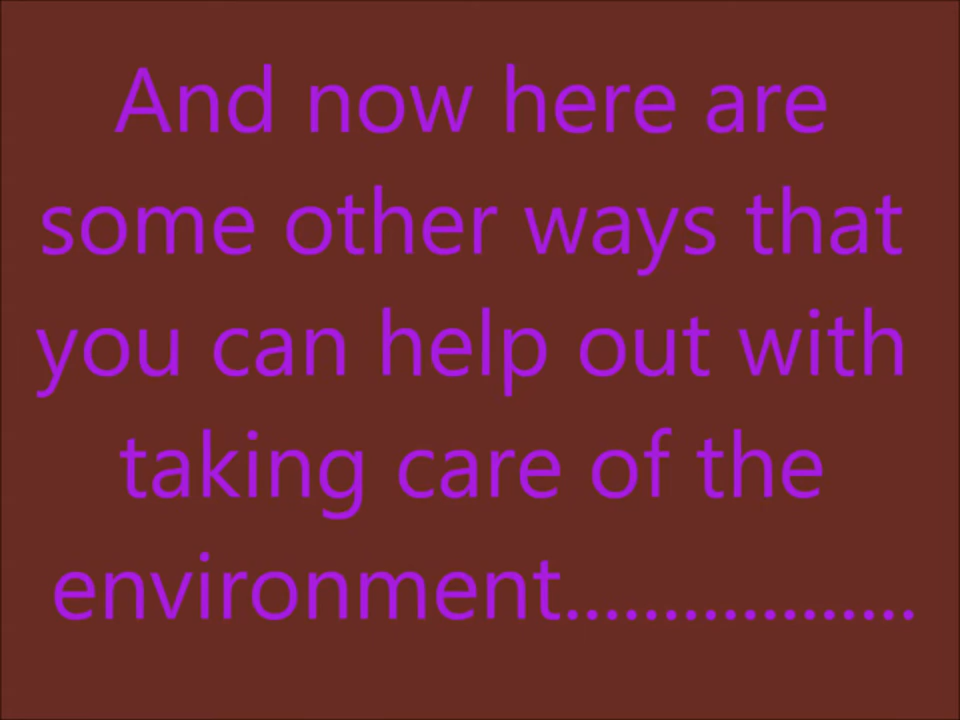 And now here are
some other ways that
you can help out with
taking care of the
environment..................